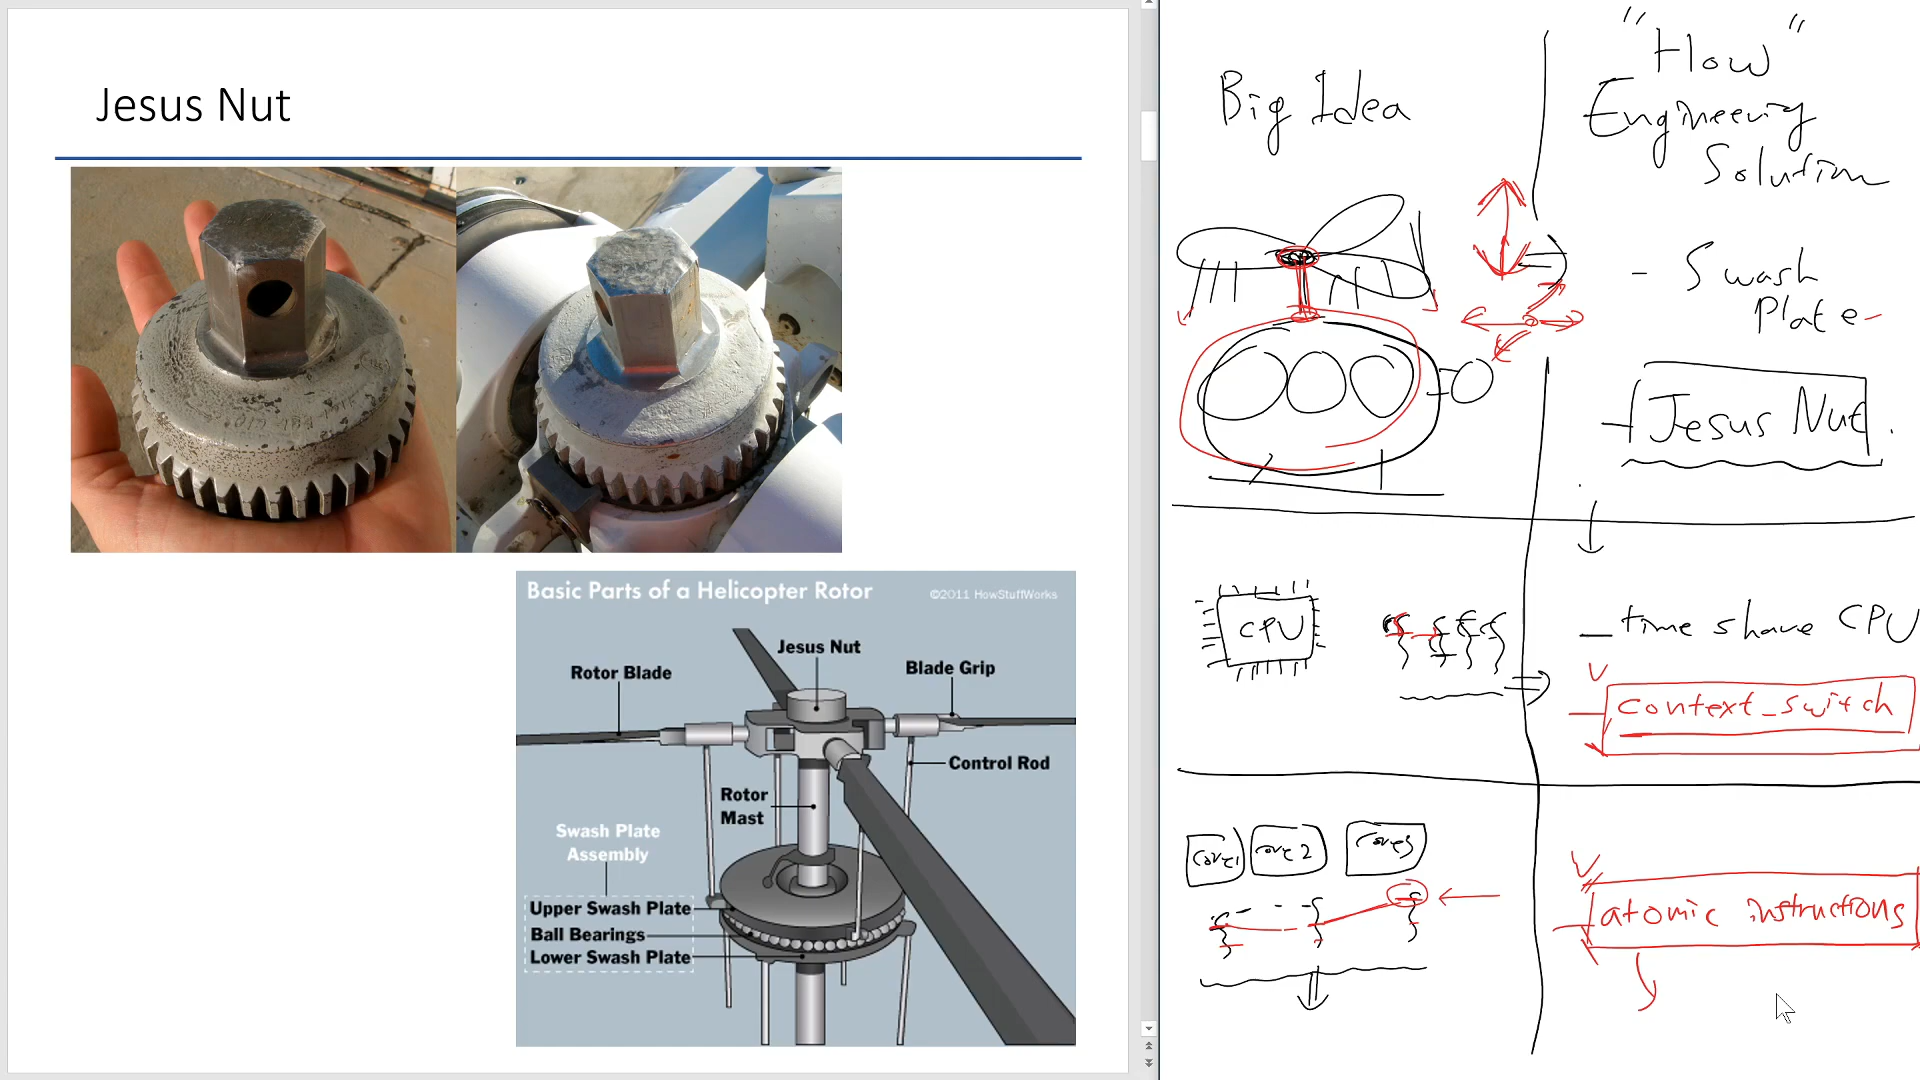 Jesus Nut
Basic Parts of a Helicopter Rotor
©2011 HowStuffWorks
Jesus Nut
Rotor Blade
Blade Grip
Control Rod
Rotor
Mast
Swash Plate
Assembly
Upper Swash Plate
Ball Bearings
Lower Swash Plate
Big Idea
"How"
Engineering
Solution
- Swash
Plate
- Jesus Nut
CPU
- time share CPU
- context_switch
core1 core2 core3
- atomic instructions